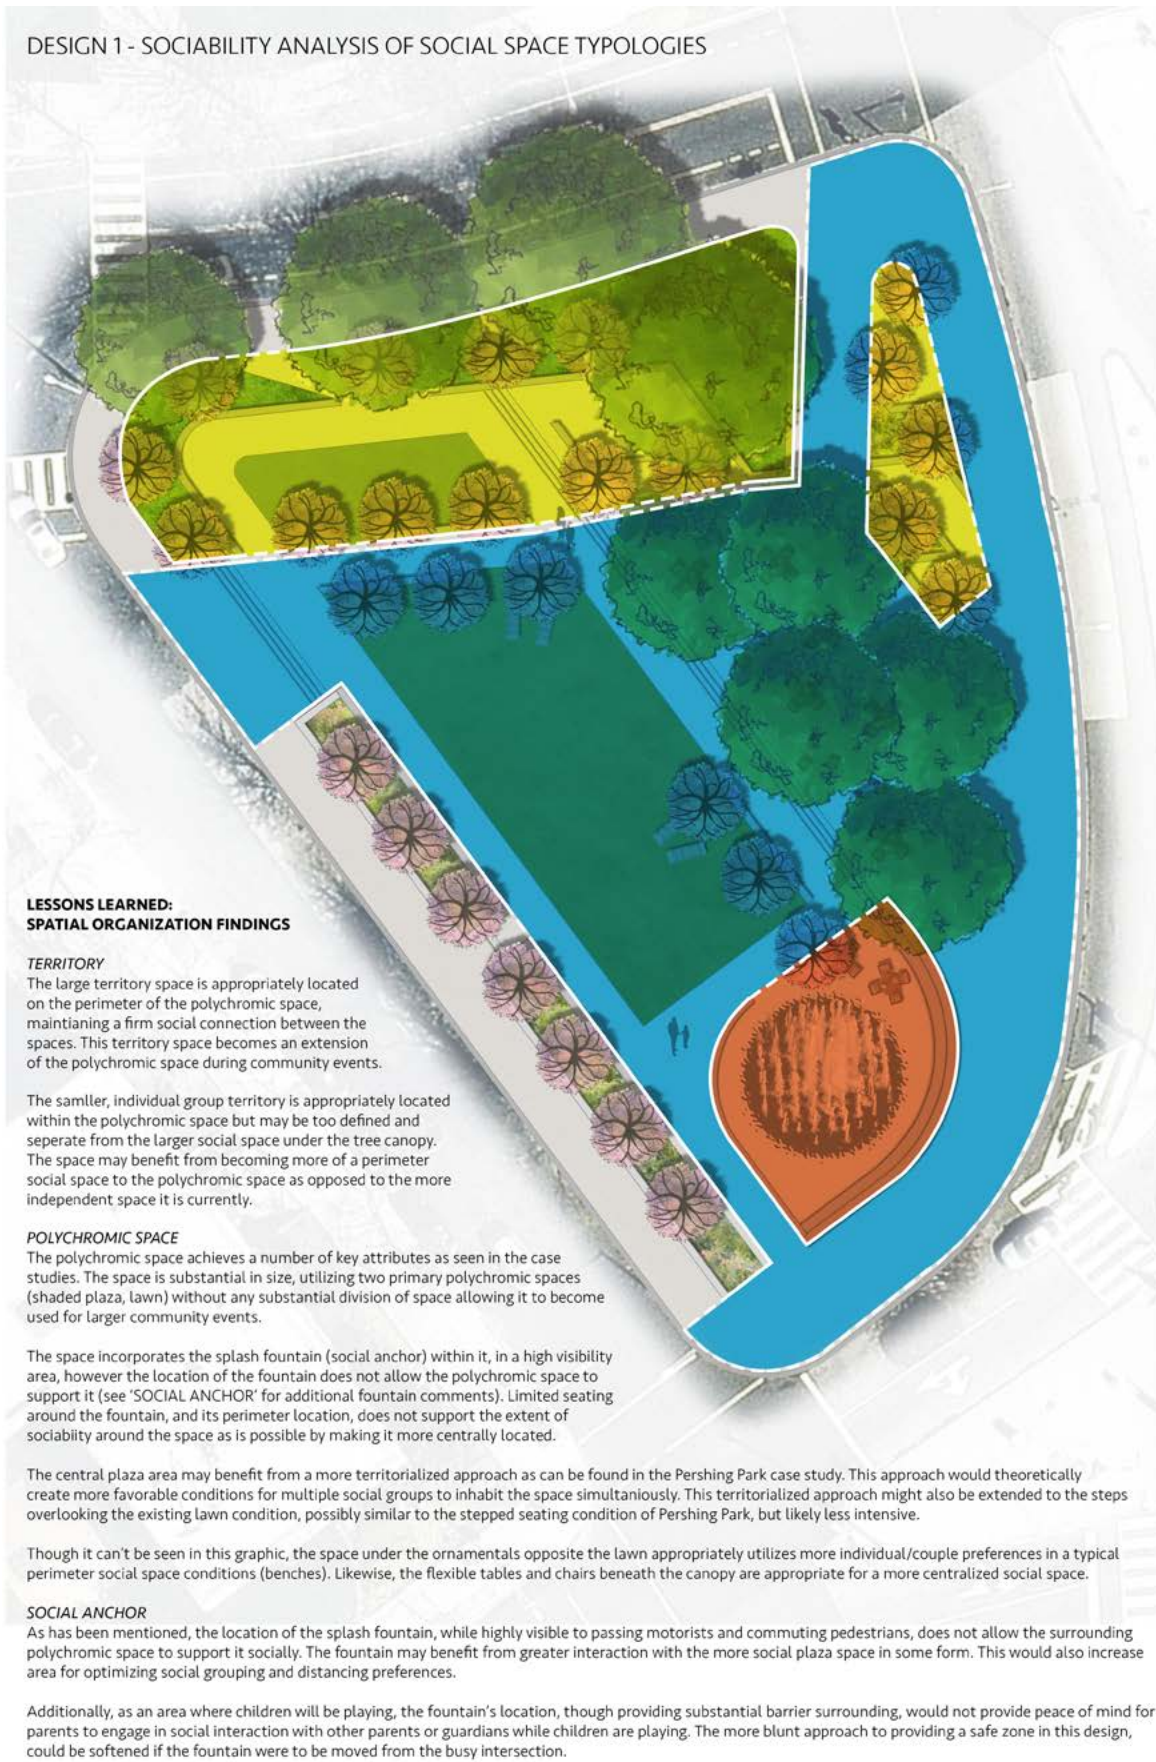 DESIGN 1 - SOCIABILITY ANALYSIS OF SOCIAL SPACE TYPOLOGIES
LESSONS LEARNED:
SPATIAL ORGANIZATION FINDINGS
TERRITORY
The large territory space is appropriately located
on the perimeter of the polychromic space,
maintianing a firm social connection between the
spaces. This territory space becomes an extension
of the polychromic space during community events.
The samller, individual group territory is appropriately located
within the polychromic space but may be too defined and
seperate from the larger social space under the tree canopy.
The space may benefit from becoming more of a perimeter
social space to the polychromic space as opposed to the more
independent space it is currently.
POLYCHROMIC SPACE
The polychromic space achieves a number of key attributes as seen in the case
studies. The space is substantial in size, utilizing two primary polychromic spaces
(shaded plaza, lawn) without any substantial division of space allowing it to become
used for larger community events.
The space incorporates the splash fountain (social anchor) within it, in a high visibility
area, however the location of the fountain does not allow the polychromic space to
support it (see 'SOCIAL ANCHOR' for additional fountain comments). Limited seating
around the fountain, and its perimeter location, does not support the extent of
sociabiity around the space as is possible by making it more centrally located.
The central plaza area may benefit from a more territorialized approach as can be found in the Pershing Park case study. This approach would theoretically
create more favorable conditions for multiple social groups to inhabit the space simultaniously. This territorialized approach might also be extended to the steps
overlooking the existing lawn condition, possibly similar to the stepped seating condition of Pershing Park, but likely less intensive.
Though it can't be seen in this graphic, the space under the ornamentals opposite the lawn appropriately utilizes more individual/couple preferences in a typical
perimeter social space conditions (benches). Likewise, the flexible tables and chairs beneath the canopy are appropriate for a more centralized social space.
SOCIAL ANCHOR
As has been mentioned, the location of the splash fountain, while highly visible to passing motorists and commuting pedestrians, does not allow the surrounding
polychromic space to support it socially. The fountain may benefit from greater interaction with the more social plaza space in some form. This would also increase
area for optimizing social grouping and distancing preferences.
Additionally, as an area where children will be playing, the fountain's location, though providing substantial barrier surrounding, would not provide peace of mind for
parents to engage in social interaction with other parents or guardians while children are playing. The more blunt approach to providing a safe zone in this design,
could be softened if the fountain were to be moved from the busy intersection.